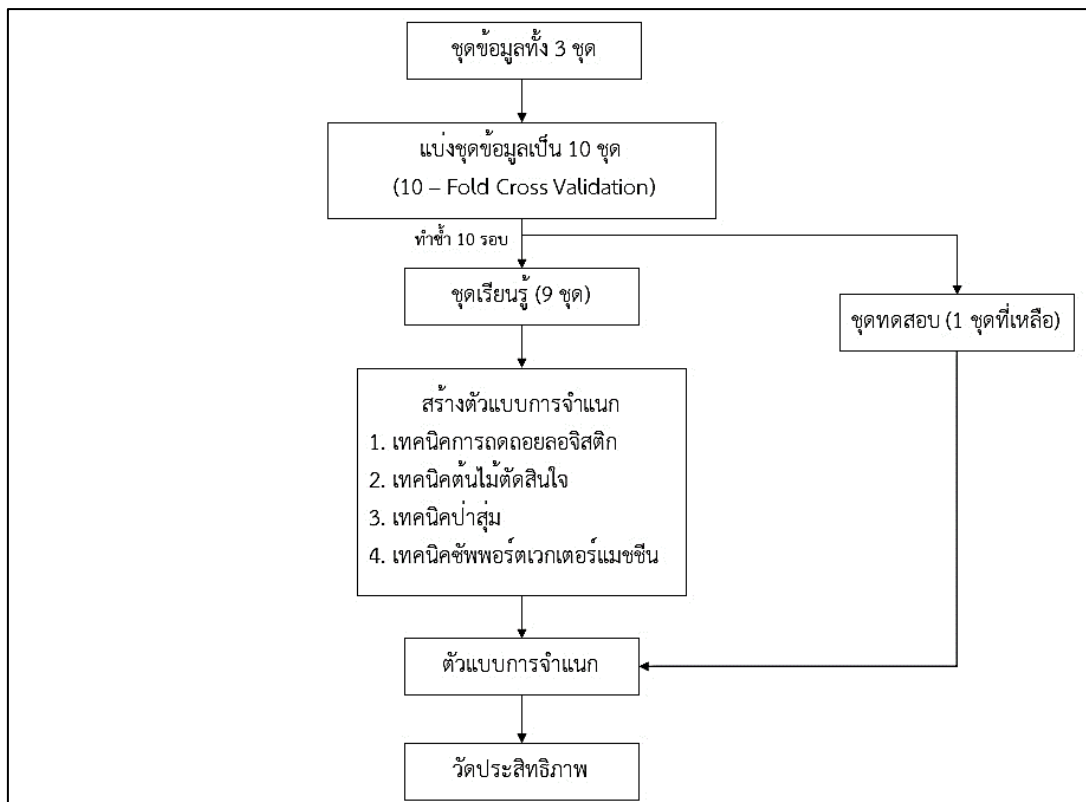 ชุดข้อมูลทั้ง 3 ชุด
แบ่งชุดข้อมูลเป็น 10 ชุด
(10 – Fold Cross Validation)
ทำซ้ำ 10 รอบ
ชุดเรียนรู้ (9 ชุด)
ชุดทดสอบ (1 ชุดที่เหลือ)
สร้างตัวแบบการจำแนก
1. เทคนิคการถดถอยลอจิสติก
2. เทคนิคต้นไม้ตัดสินใจ
3. เทคนิคป่าสุ่ม
4. เทคนิคซัพพอร์ตเวกเตอร์แมชชีน
ตัวแบบการจำแนก
วัดประสิทธิภาพ